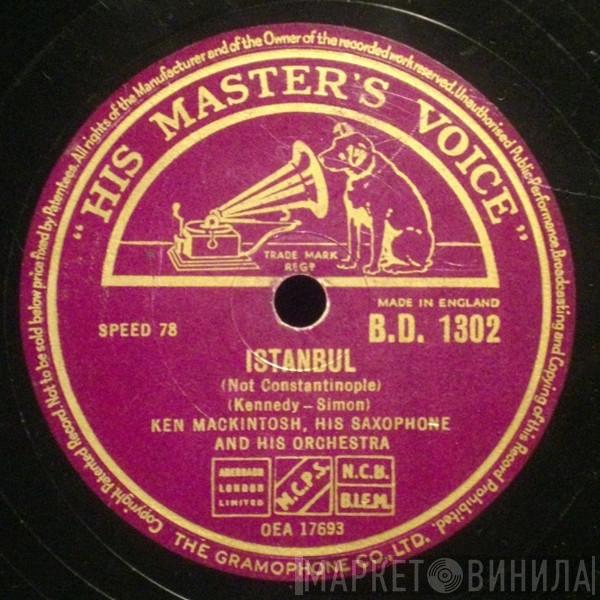 Copyright Patented Record Not to be sold below price fixed by Patentees. All rights of the Manufacturer and of the Owner of the recorded work reserved. Unauthorised Public Performance, Broadcasting and Copying of this Record Prohibited.
"HIS MASTER'S VOICE"
TRADE MARK
REGD
MADE IN ENGLAND
SPEED 78
B.D. 1302
ISTANBUL
(Not Constantinople)
(Kennedy - Simon)
KEN MACKINTOSH, HIS SAXOPHONE
AND HIS ORCHESTRA
ABERBACH
LONDON
LIMITED
M.C.P.S.
N.C.B.
B.I.E.M.
OEA 17693
THE GRAMOPHONE CO., LTD.
МАРКЕТ ВИНИЛА